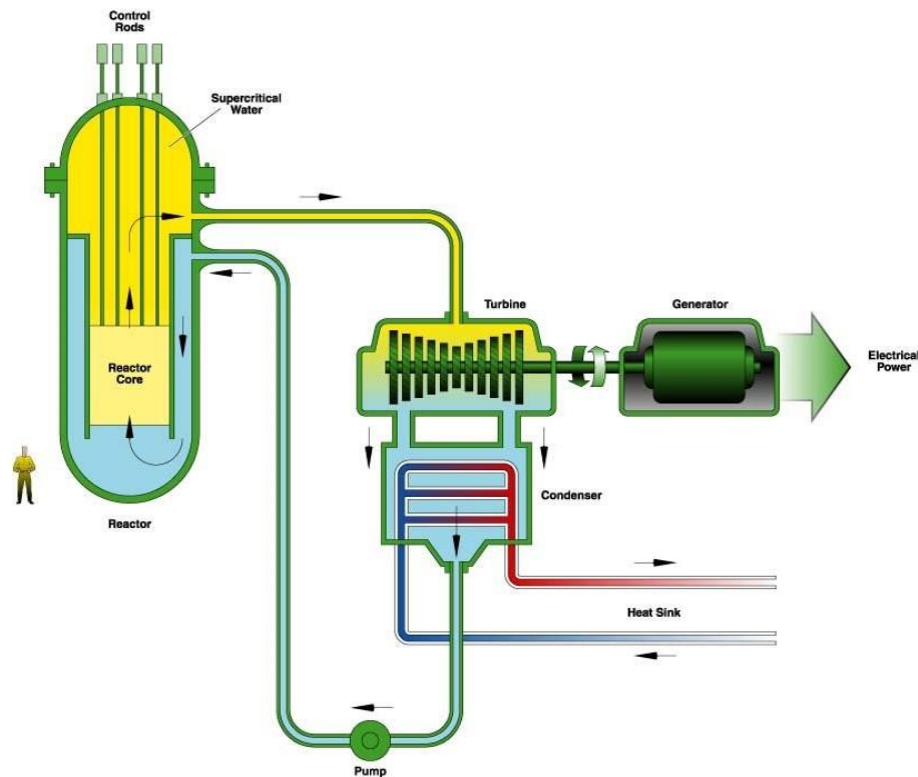 Control
Rods
Supercritical
Water
Turbine
Generator
Electrical
Power
Reactor
Core
Condenser
Reactor
Heat Sink
Pump